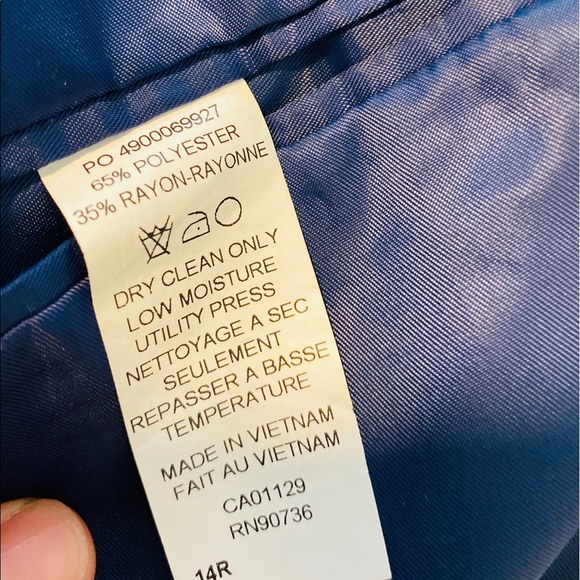 PO 4900069927
65% POLYESTER
35% RAYON-RAYONNE
DRY CLEAN ONLY
LOW MOISTURE
UTILITY PRESS
NETTOYAGE A SEC
SEULEMENT
REPASSER A BASSE
TEMPERATURE
MADE IN VIETNAM
FAIT AU VIETNAM
CA01129
RN90736
14R